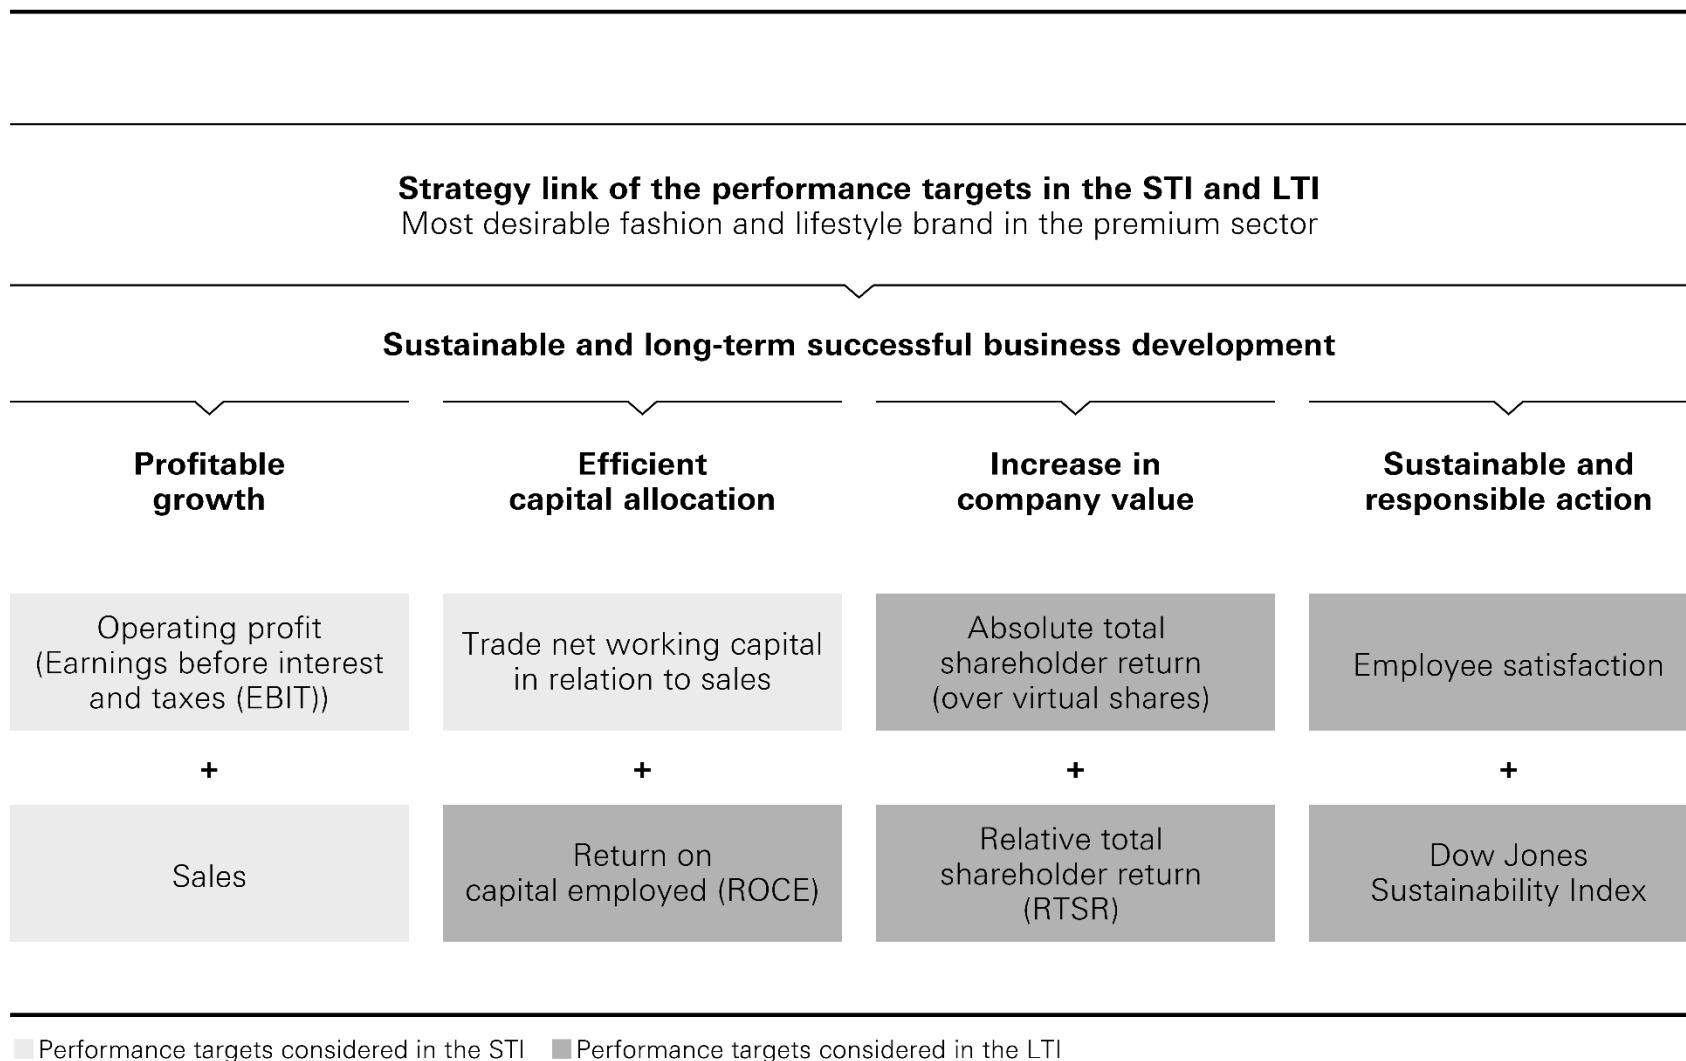 Strategy link of the performance targets in the STI and LTI
Most desirable fashion and lifestyle brand in the premium sector
Sustainable and long-term successful business development
Profitable
growth
Efficient
capital allocation
Increase in
company value
Sustainable and
responsible action
Operating profit
(Earnings before interest
and taxes (EBIT))
Trade net working capital
in relation to sales
Absolute total
shareholder return
(over virtual shares)
Employee satisfaction
+
+
+
+
Sales
Return on
capital employed (ROCE)
Relative total
shareholder return
(RTSR)
Dow Jones
Sustainability Index
Performance targets considered in the STI
Performance targets considered in the LTI